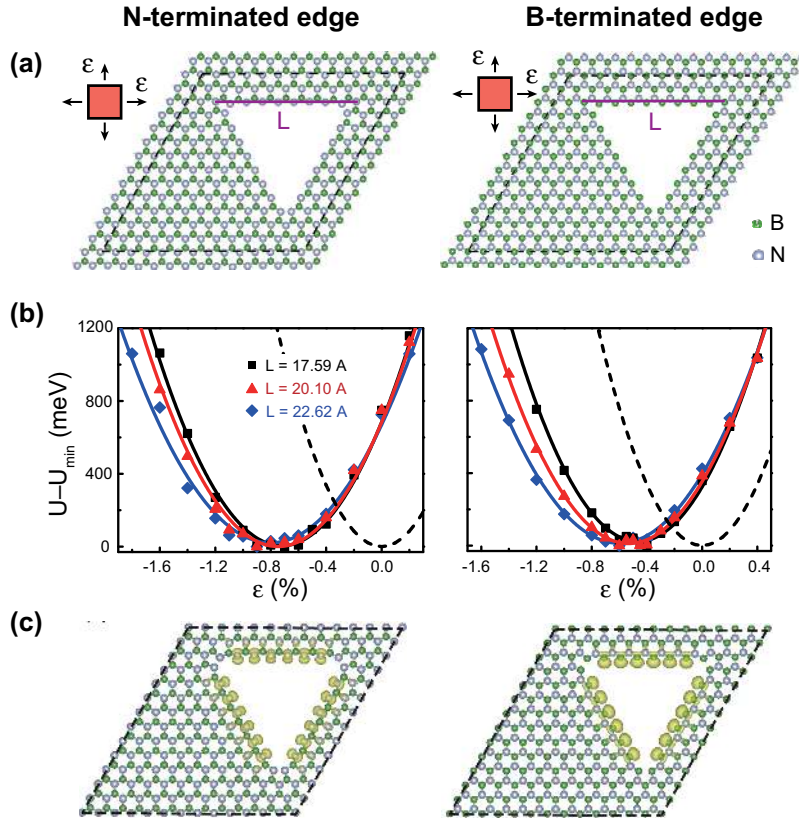 N-terminated edge
B-terminated edge
(a)
ε
ε
L
ε
ε
L
B
N
(b)
U–Umin (meV)
1200
800
400
0
L = 17.59 A
L = 20.10 A
L = 22.62 A
-1.6 -1.2 -0.8 -0.4 0.0
ε (%)
-1.6 -1.2 -0.8 -0.4 0.0 0.4
ε (%)
(c)